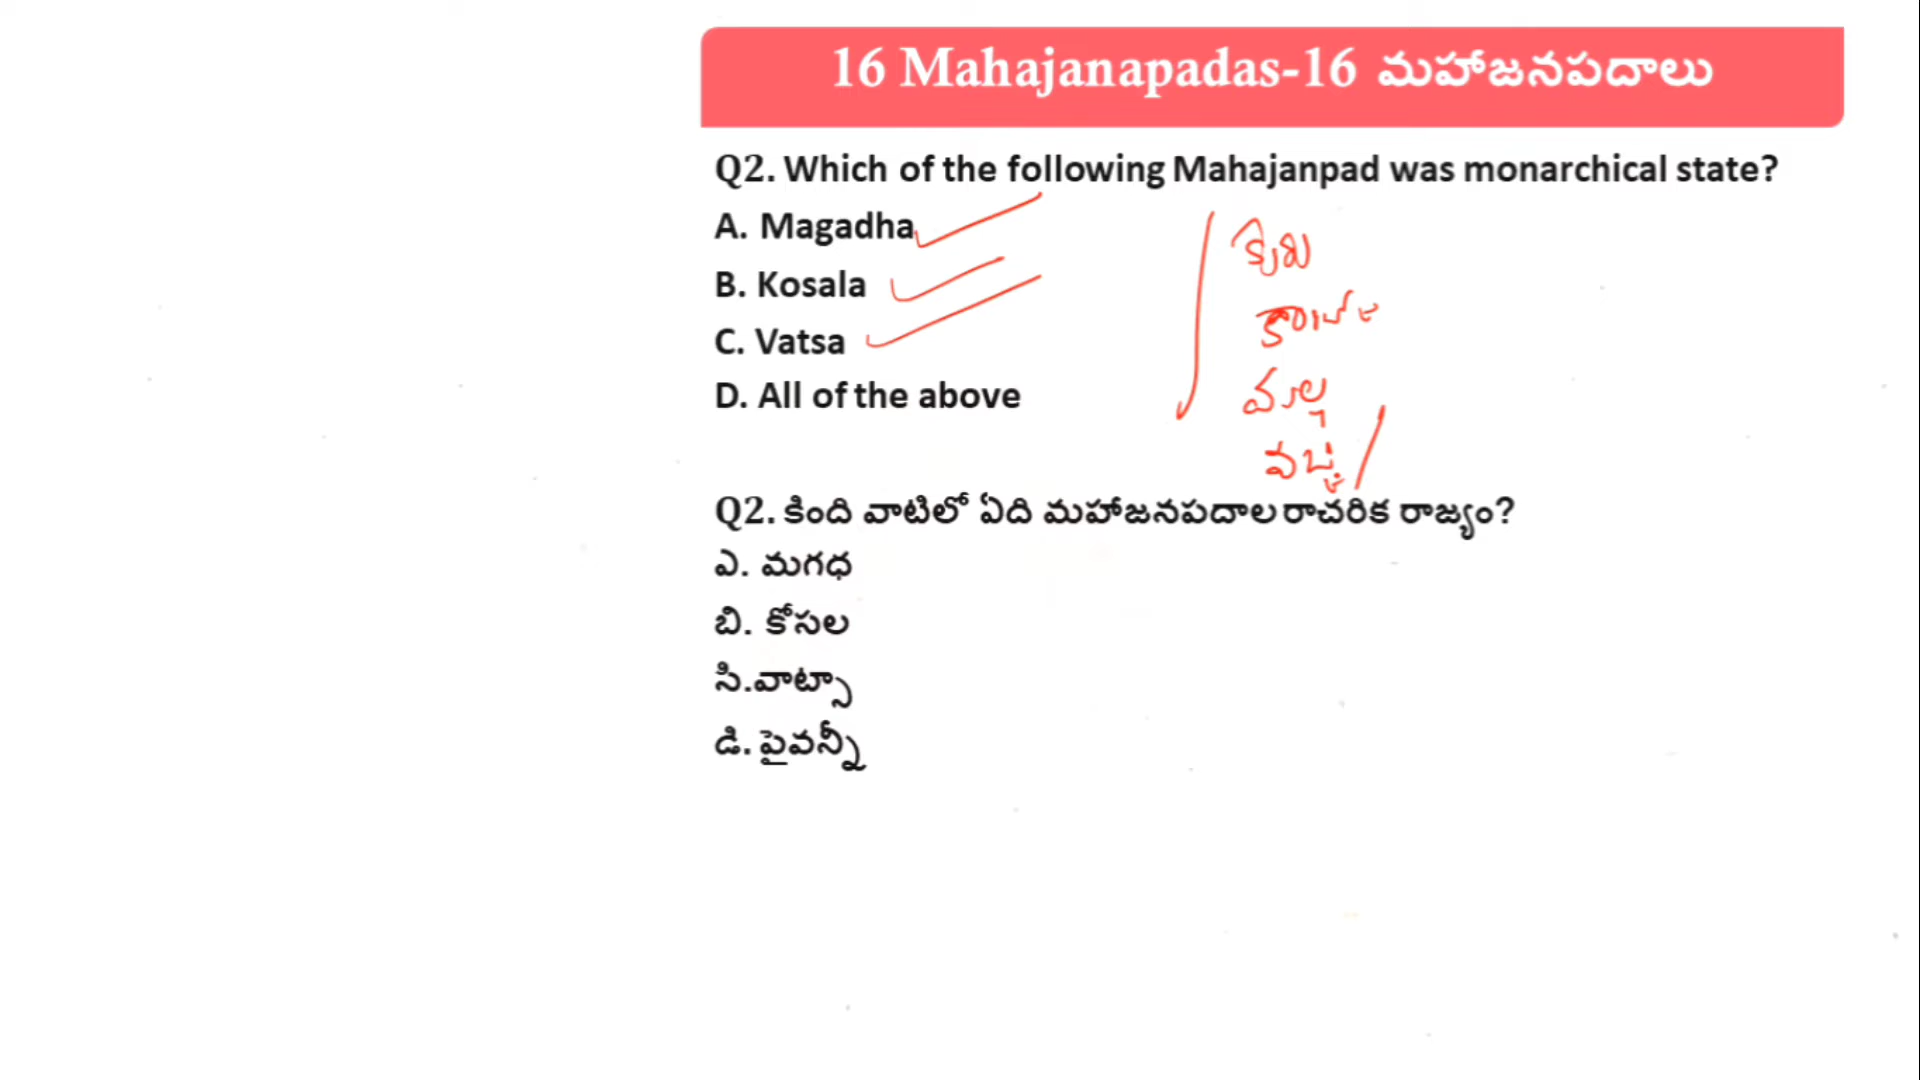 16 Mahajanapadas-16 మహాజనపదాలు
Q2. Which of the following Mahajanpad was monarchical state?
A. Magadha
B. Kosala
C. Vatsa
D. All of the above
కురు
మల్ల
వజ్జి
Q2. కింది వాటిలో ఏది మహాజనపదాల రాచరిక రాజ్యం?
ఎ. మగధ
బి. కోసల
సి.వాట్సా
డి. పైవన్నీ